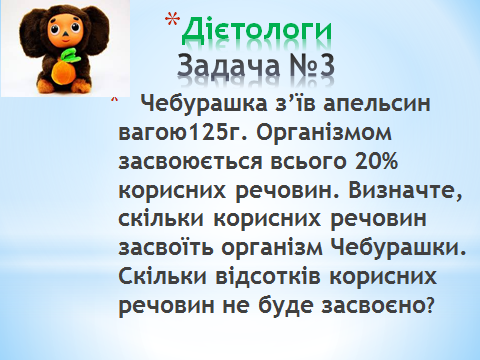 *Дієтологи
Задача №3
* Чебурашка з’їв апельсин
вагою125г. Організмом
засвоюється всього 20%
корисних речовин. Визначте,
скільки корисних речовин
засвоїть організм Чебурашки.
Скільки відсотків корисних
речовин не буде засвоєно?